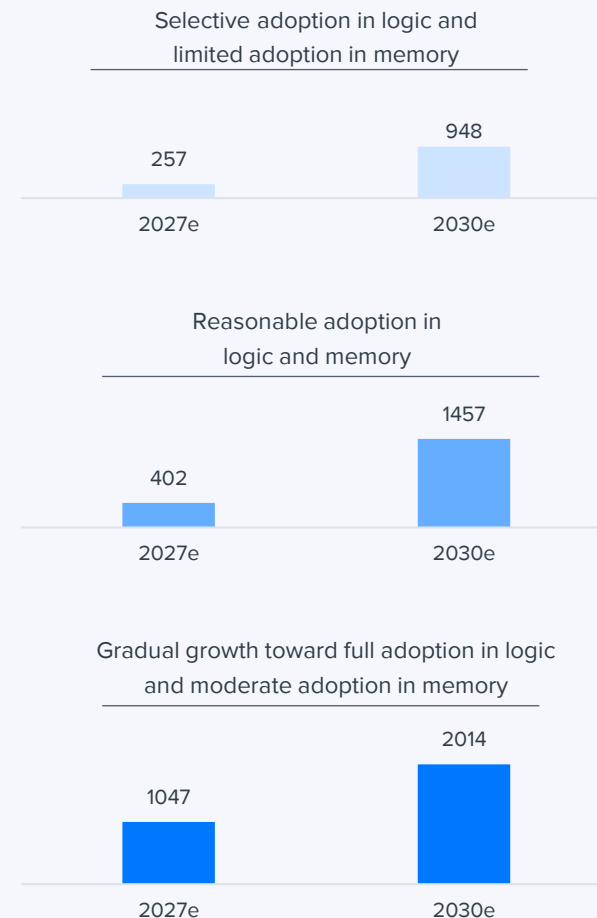 Selective adoption in logic and
limited adoption in memory
257
948
2027e
2030e
Reasonable adoption in
logic and memory
402
1457
2027e
2030e
Gradual growth toward full adoption in logic
and moderate adoption in memory
1047
2014
2027e
2030e